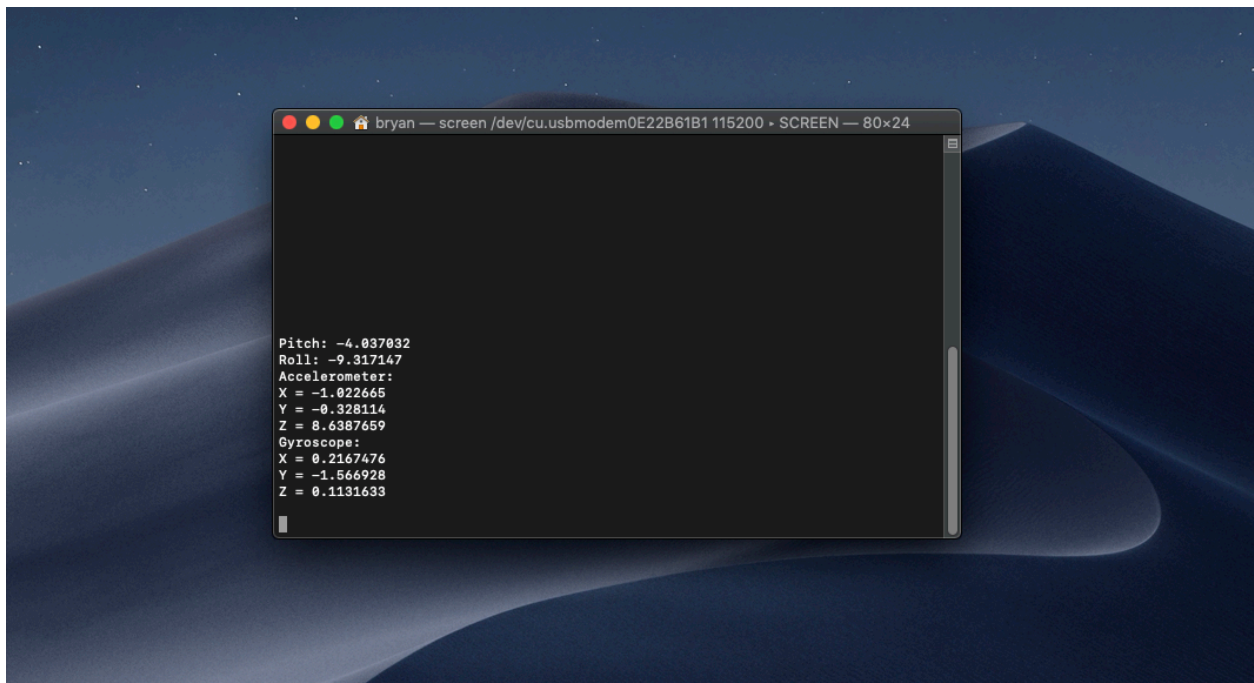 bryan — screen /dev/cu.usbmodem0E22B61B1 115200 ▸ SCREEN — 80×24
Pitch: -4.037032
Roll: -9.317147
Accelerometer:
X = -1.022665
Y = -0.328114
Z = 8.6387659
Gyroscope:
X = 0.2167476
Y = -1.566928
Z = 0.1131633